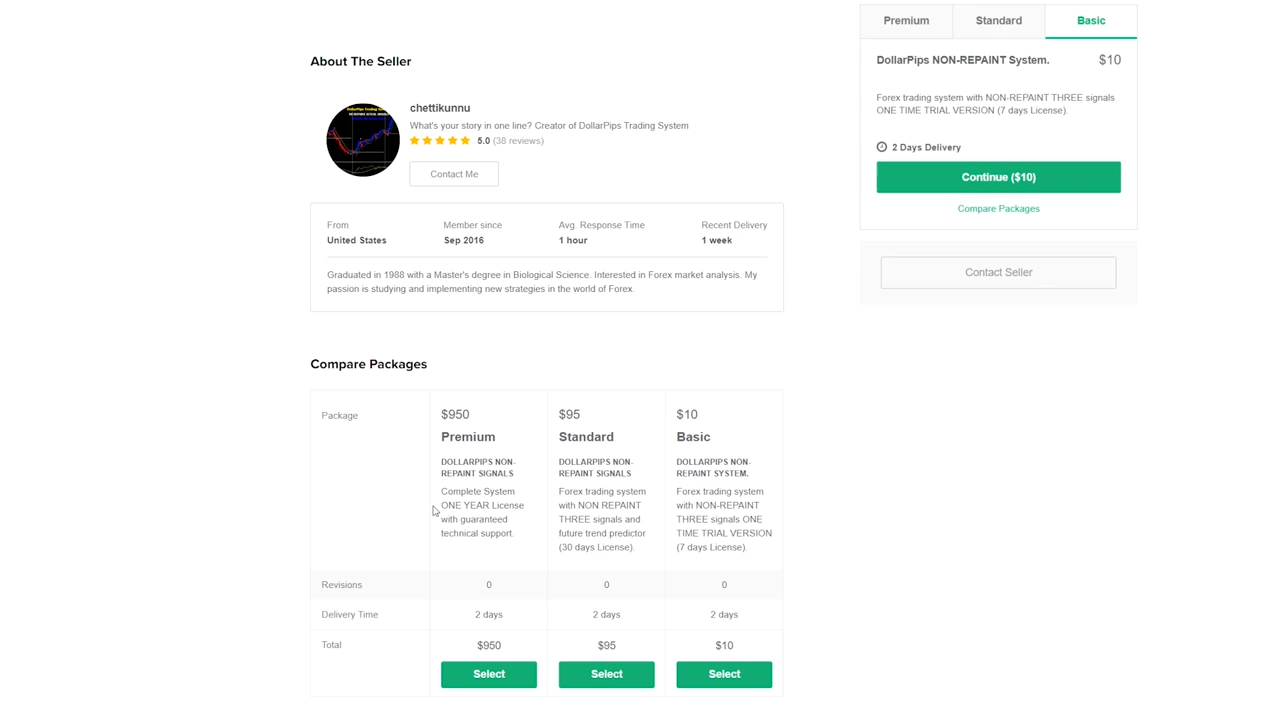 Premium Standard Basic
DollarPips NON-REPAINT System. $10
Forex trading system with NON-REPAINT THREE signals
ONE TIME TRIAL VERSION (7 days License).
2 Days Delivery
Continue ($10)
Compare Packages
Contact Seller
About The Seller
chettikunnu
What's your story in one line? Creator of DollarPips Trading System
5.0 (38 reviews)
Contact Me
From Member since Avg. Response Time Recent Delivery
United States Sep 2016 1 hour 1 week
Graduated in 1988 with a Master's degree in Biological Science. Interested in Forex market analysis. My
passion is studying and implementing new strategies in the world of Forex.
Compare Packages
Package
$950
Premium
DOLLARPIPS NON-
REPAINT SIGNALS
Complete System
ONE YEAR License
with guaranteed
technical support.
$95
Standard
DOLLARPIPS NON-
REPAINT SIGNALS
Forex trading system
with NON REPAINT
THREE signals and
future trend predictor
(30 days License).
$10
Basic
DOLLARPIPS NON-
REPAINT SYSTEM.
Forex trading system
with NON-REPAINT
THREE signals ONE
TIME TRIAL VERSION
(7 days License).
Revisions 0 0 0
Delivery Time 2 days 2 days 2 days
Total $950 $95 $10
Select Select Select